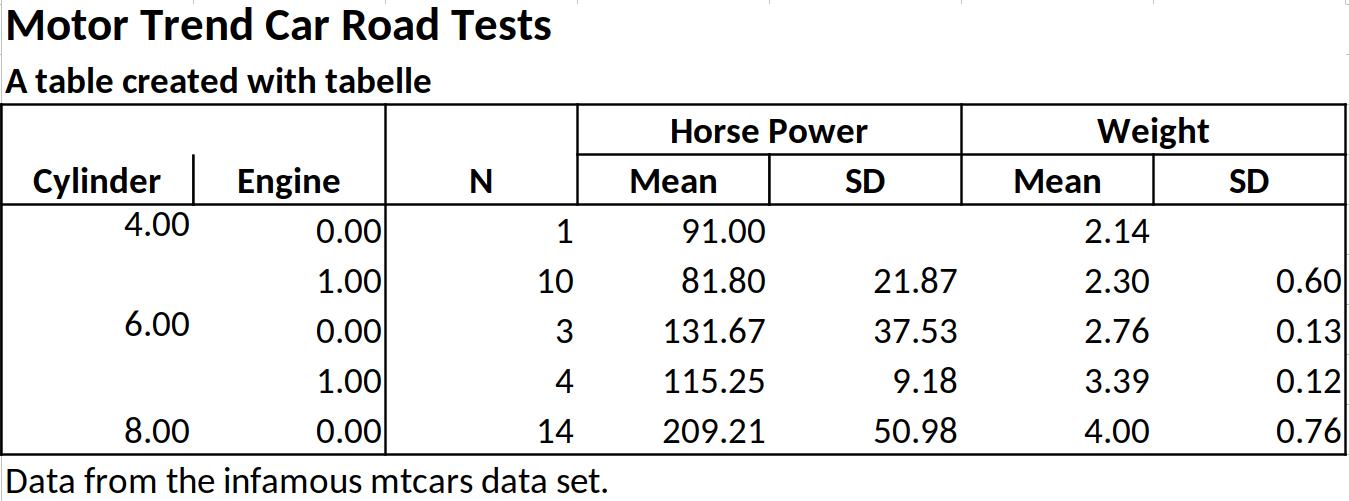 Motor Trend Car Road Tests
A table created with tabelle
Horse Power Weight
Cylinder Engine N Mean SD Mean SD
4.00 0.00 1 91.00 2.14
1.00 10 81.80 21.87 2.30 0.60
6.00 0.00 3 131.67 37.53 2.76 0.13
1.00 4 115.25 9.18 3.39 0.12
8.00 0.00 14 209.21 50.98 4.00 0.76
Data from the infamous mtcars data set.